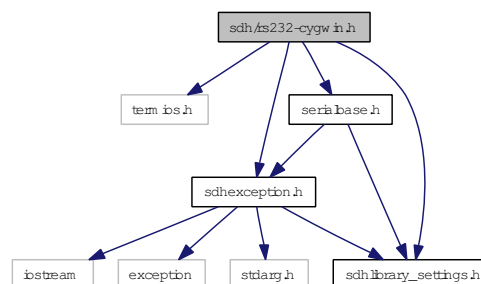 sdh/rs232-cygwin.h
termios.h
serialbase.h
sdhexception.h
iostream
exception
stdarg.h
sdhlibrary_settings.h